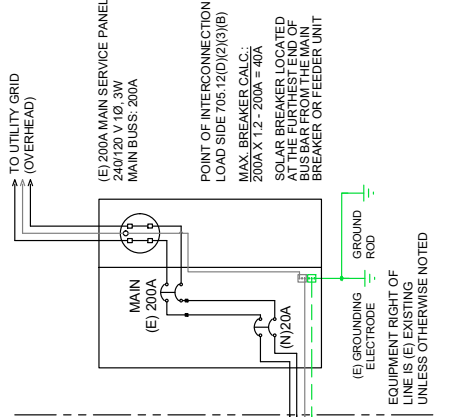 TO UTILITY GRID
(OVERHEAD)
(E) 200A MAIN SERVICE PANEL
240/120 V 1Ø, 3W
MAIN BUSS: 200A
POINT OF INTERCONNECTION
LOAD SIDE 705.12(D)(2)(3)(B)
MAX. BREAKER CALC.:
200A X 1.2 - 200A = 40A
SOLAR BREAKER LOCATED
AT THE FURTHEST END OF
BUS BAR FROM THE MAIN
BREAKER OR FEEDER UNIT
MAIN
(E) 200A
(N)20A
GROUND
ROD
(E) GROUNDING
ELECTRODE
EQUIPMENT RIGHT OF
LINE IS (E) EXISTING
UNLESS OTHERWISE NOTED